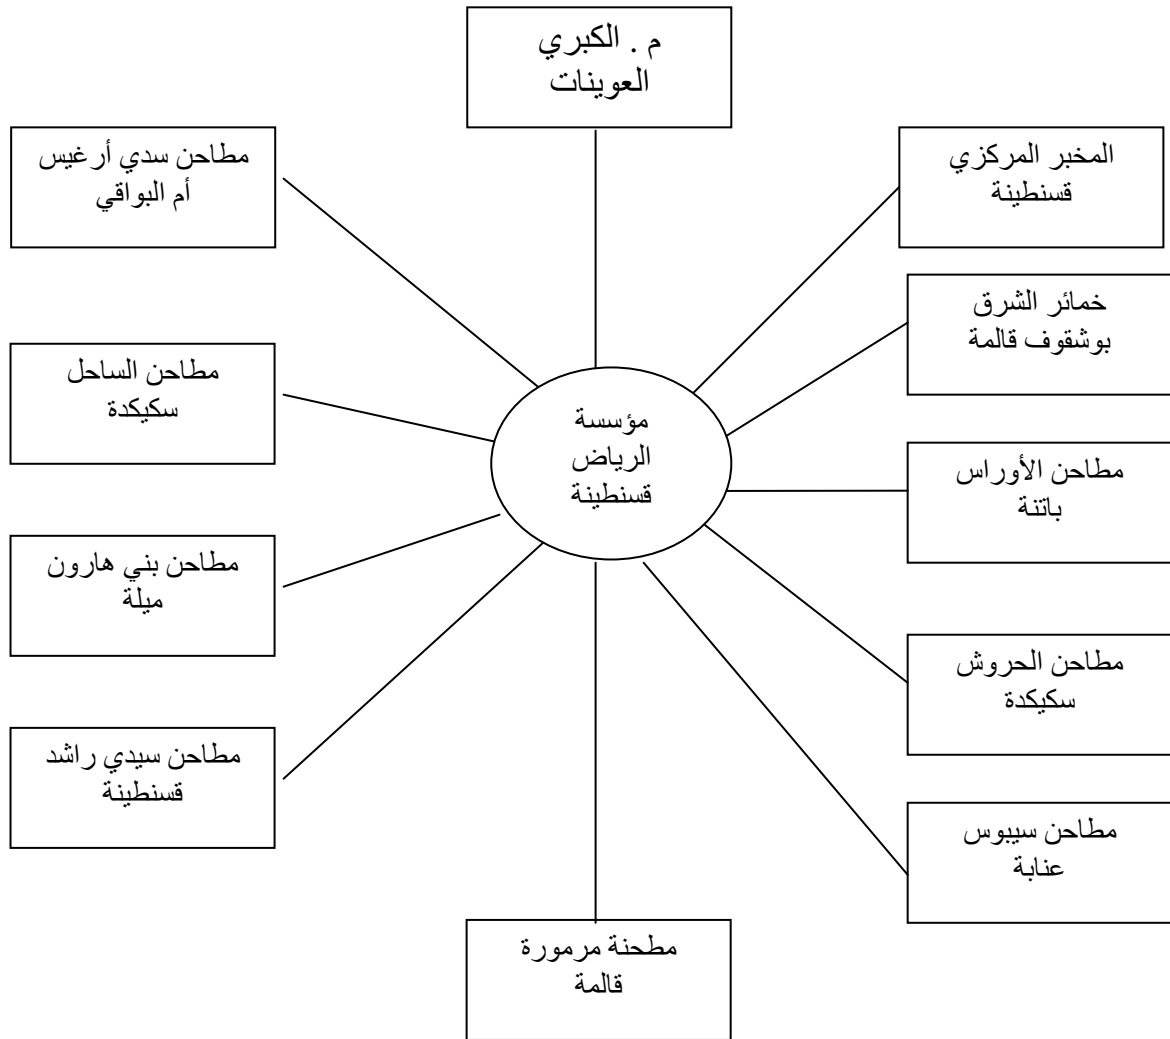 م . الكبري
العوينات
المخبر المركزي
قسنطينة
مطاحن سدي أرغيس
أم البواقي
خمائر الشرق
بوشقوف قالمة
مطاحن الساحل
سكيكدة
مؤسسة
الرياض
قسنطينة
مطاحن الأوراس
باتنة
مطاحن بني هارون
ميلة
مطاحن الحروش
سكيكدة
مطاحن سيدي راشد
قسنطينة
مطاحن سيبوس
عنابة
مطحنة مرمورة
قالمة